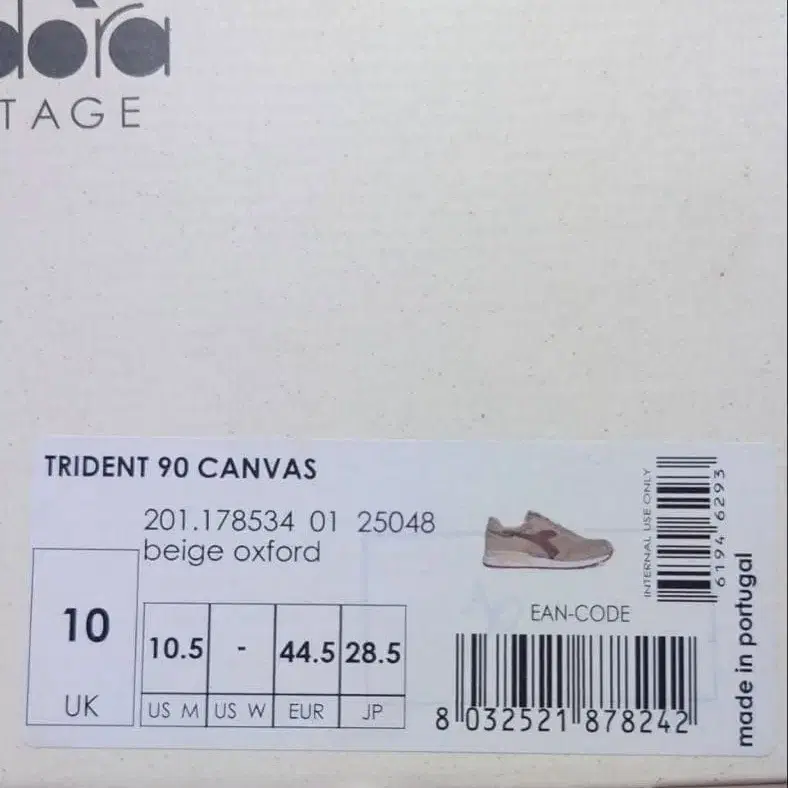 dora
TAGE
TRIDENT 90 CANVAS
201.178534 01 25048
beige oxford
10
UK
10.5 - 44.5 28.5
US M US W EUR JP
EAN-CODE
8 032521 878242
INTERNAL USE ONLY
6194 6293
made in portugal